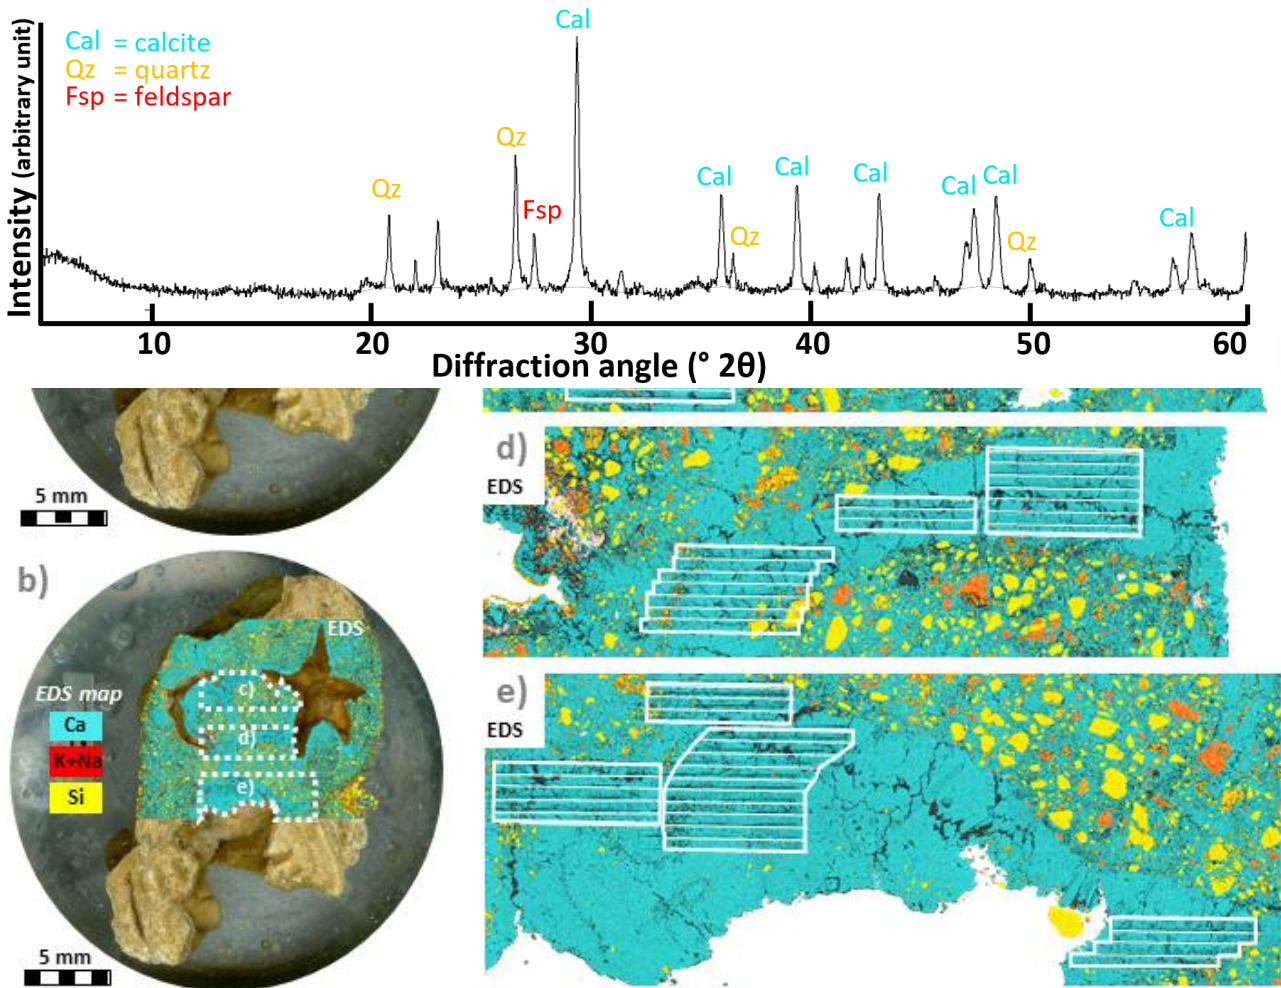 Intensity (arbitrary unit)
Cal = calcite
Qz = quartz
Fsp = feldspar
Qz
Qz
Fsp
Cal
Cal
Qz
Cal
Cal
Cal
Cal
Qz
Cal
10
20
30
40
50
60
Diffraction angle (° 2θ)
5 mm
b)
EDS
EDS map
Ca
K+Na
Si
c)
d)
e)
5 mm
d)
EDS
e)
EDS